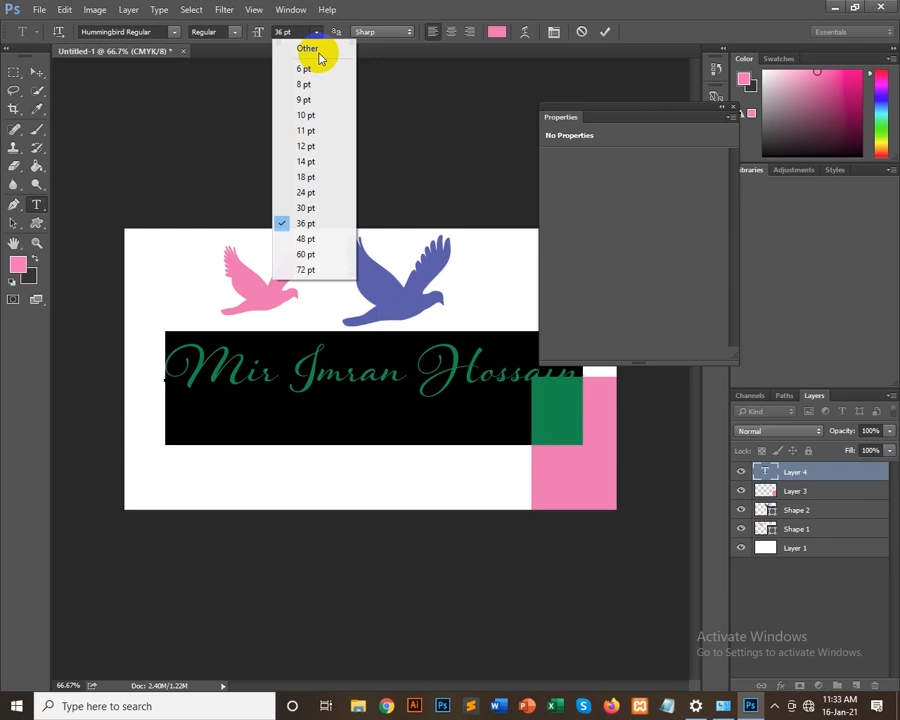 Ps File Edit Image Layer Type Select Filter View Window Help
T Hummingbird Regular Regular 36 pt Sharp Essentials
Untitled-1 @ 66.7% (CMYK/8) *
Other
6 pt
8 pt
9 pt
10 pt
11 pt
12 pt
14 pt
18 pt
24 pt
30 pt
36 pt
48 pt
60 pt
72 pt
Mir Imran Hossain
Properties
No Properties
Color Swatches
Libraries Adjustments Styles
Channels Paths Layers
Kind
Normal Opacity: 100%
Lock: Fill: 100%
Layer 4
Layer 3
Shape 2
Shape 1
Layer 1
Activate Windows
Go to Settings to activate Windows.
66.67% Doc: 2.40M/1.22M
Type here to search
11:33 AM
16-Jan-21